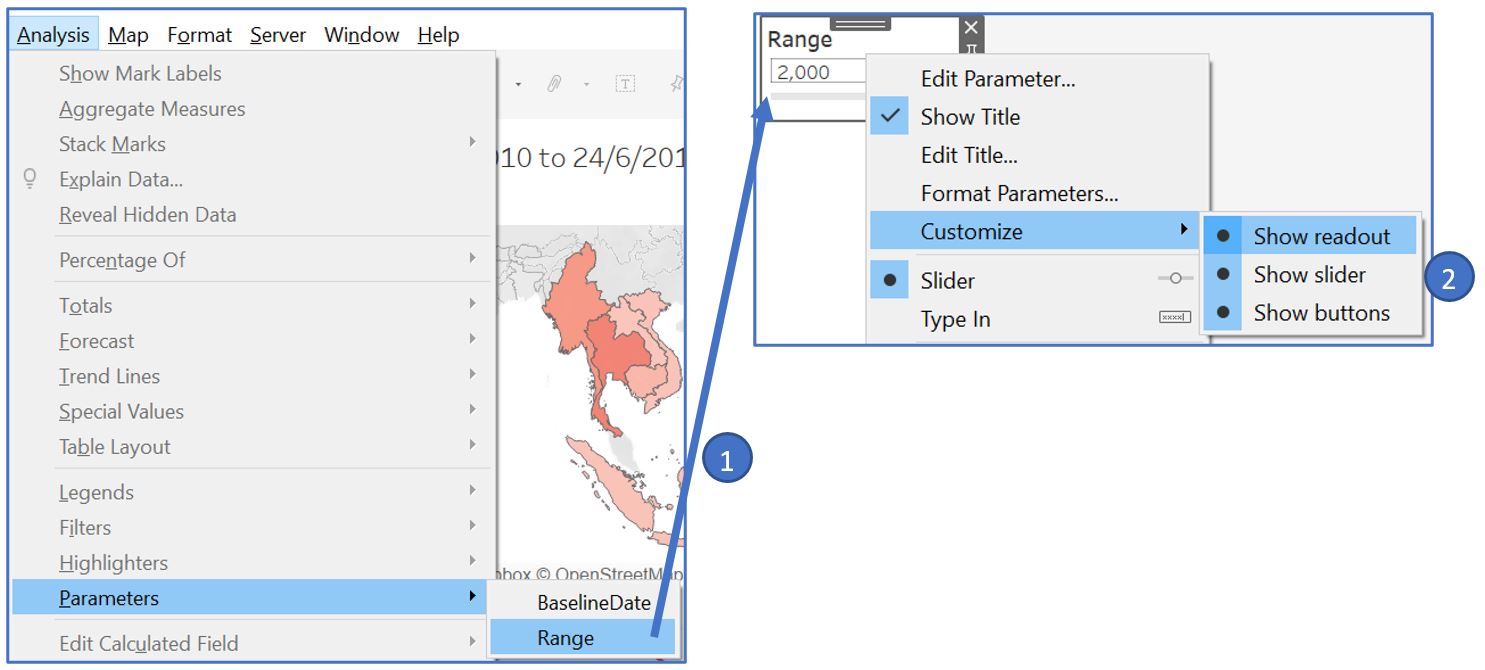 Analysis Map Format Server Window Help
Show Mark Labels
Aggregate Measures
Stack Marks
Explain Data...
Reveal Hidden Data
Percentage Of
Totals
Forecast
Trend Lines
Special Values
Table Layout
Legends
Filters
Highlighters
Parameters
Edit Calculated Field
T
010 to 24/6/201
box © OpenStreetMap
BaselineDate
Range
1
Range
2,000
Edit Parameter...
Show Title
Edit Title...
Format Parameters...
Customize
Slider
Type In
xxxx
Show readout
Show slider
Show buttons
2